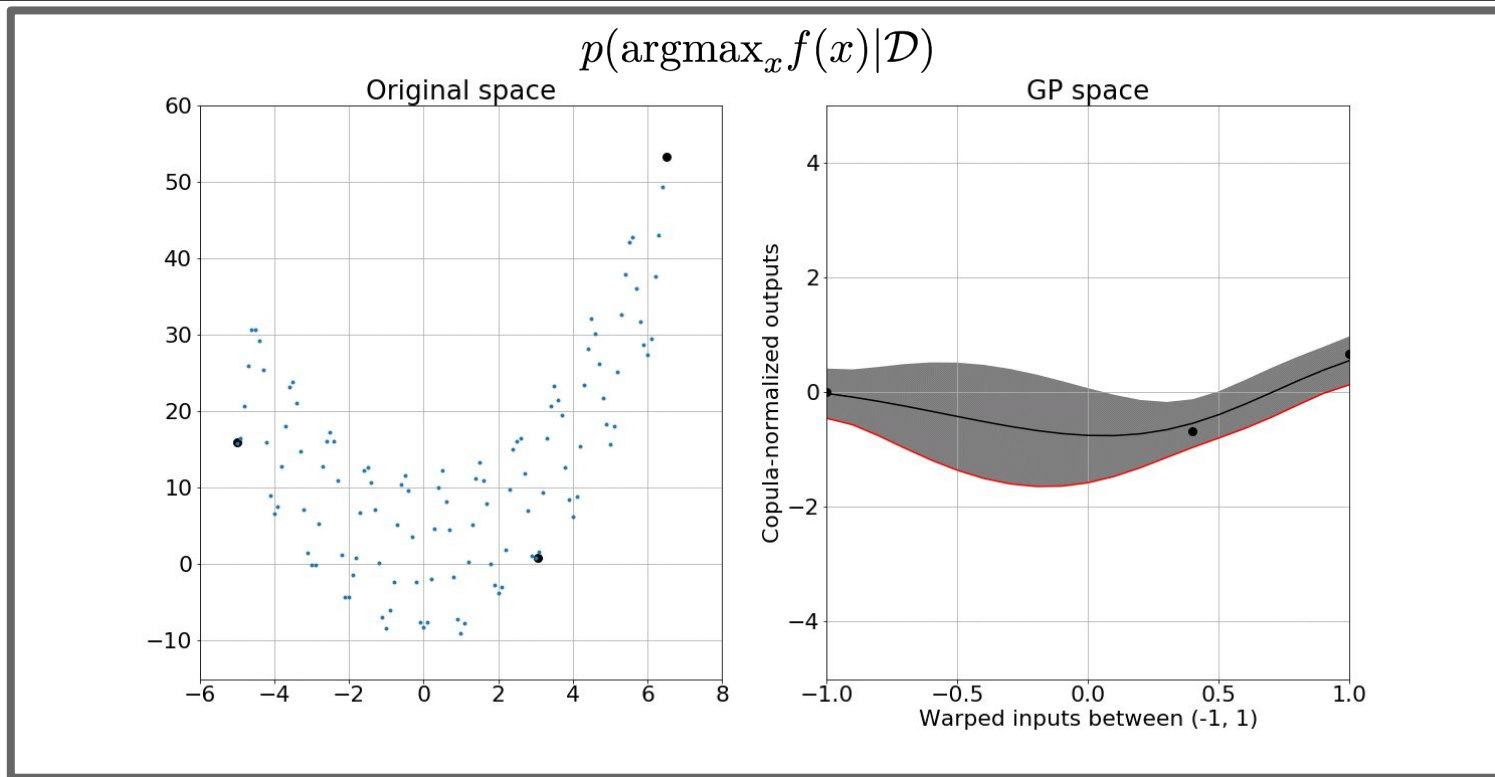 p(argmaxₓf(x)|𝒟)
Original space
60
50
40
30
20
10
0
−10
−6 −4 −2 0 2 4 6 8
GP space
Copula-normalized outputs
4
2
0
−2
−4
−1.0 −0.5 0.0 0.5 1.0
Warped inputs between (-1, 1)